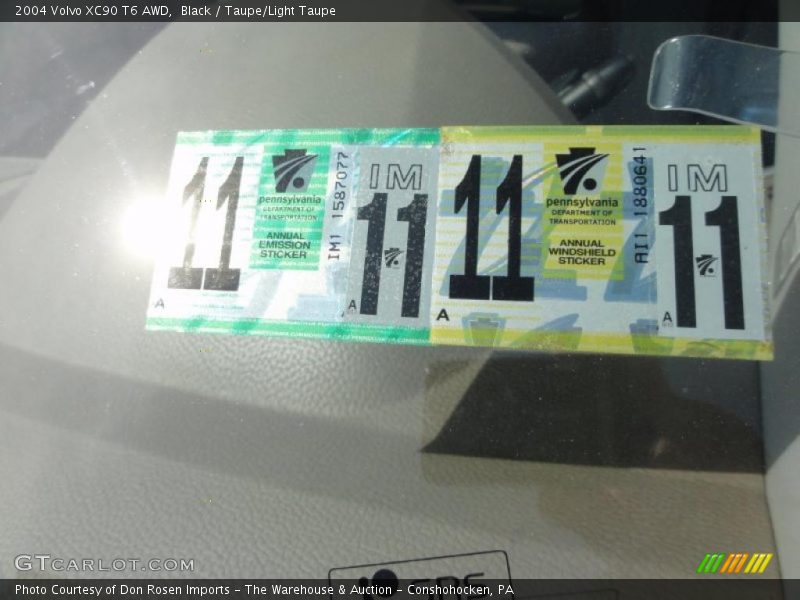 2004 Volvo XC90 T6 AWD, Black / Taupe/Light Taupe
11
pennsylvania
DEPARTMENT OF
TRANSPORTATION
ANNUAL
EMISSION
STICKER
A
IM1 1587077
IM
11
A
11
pennsylvania
DEPARTMENT OF
TRANSPORTATION
ANNUAL
WINDSHIELD
STICKER
A
AI1 1880641
IM
11
A
SRS
GTCARLOT.COM
Photo Courtesy of Don Rosen Imports - The Warehouse & Auction - Conshohocken, PA